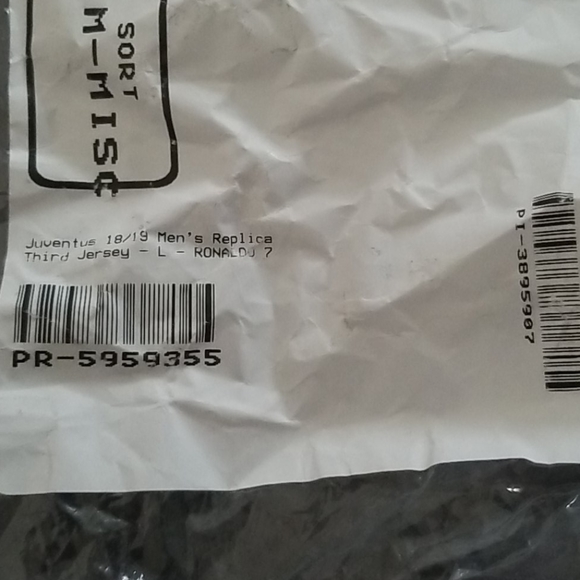 SORT
M-MISC
Juventus 18/19 Men's Replica
Third Jersey - L - RONALDO 7
PR-5959355
PI-3895907